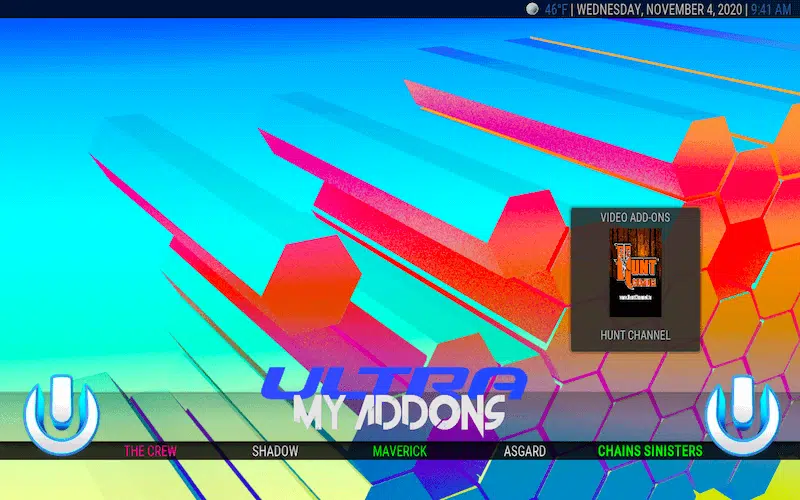 46°F | WEDNESDAY, NOVEMBER 4, 2020 | 9:41 AM
VIDEO ADD-ONS
HUNT
HUNT CHANNEL
ULTRA
MY ADDONS
THE CREW SHADOW MAVERICK ASGARD CHAINS SINISTERS